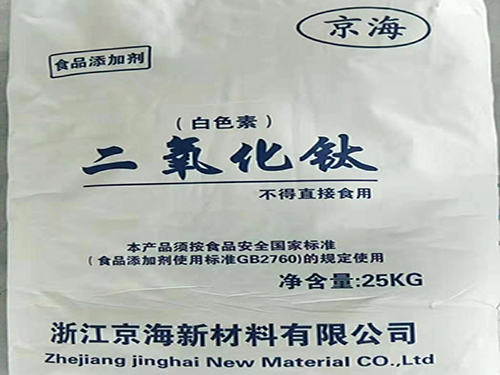 京海
食品添加剂
(白色素)
二氧化钛
不得直接食用
本产品须按食品安全国家标准
(食品添加剂使用标准GB2760)的规定使用
净含量:25KG
浙江京海新材料有限公司
Zhejiang jinghai New Material CO.,Ltd